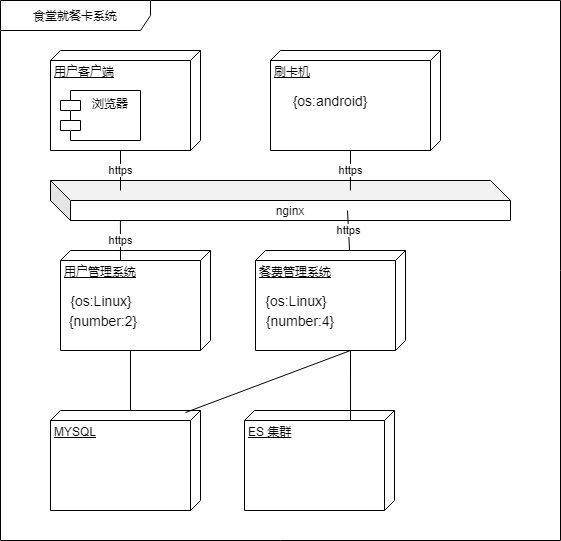 食堂就餐卡系统
用户客户端
浏览器
刷卡机
{os:android}
https
https
nginx
https
https
用户管理系统
{os:Linux}
{number:2}
餐费管理系统
{os:Linux}
{number:4}
MYSQL
ES 集群